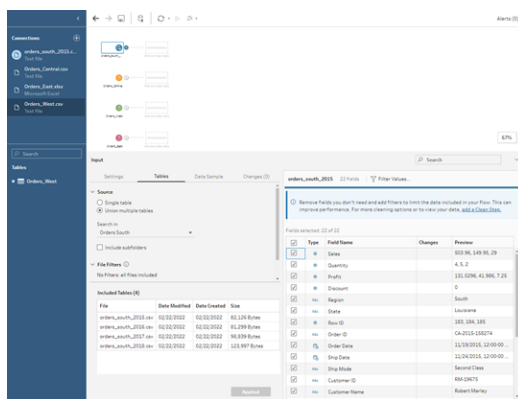 Alerts (0)
Connections
orders_south_2015.c...
Text file
Orders_Central.csv
Text file
Orders_East.xlsx
Microsoft Excel
Orders_West.csv
Text file
67%
Search
Tables
Orders_West
Input
Search
Settings
Tables
Data Sample
Changes (0)
Source
Single table
Union multiple tables
Search in
Orders South
Include subfolders
File Filters
No filters: all files included
Included Tables (4)
File Date Modified Date Created Size
orders_south_2015.csv 02/22/2022 02/22/2022 82,126 Bytes
orders_south_2016.csv 02/22/2022 02/22/2022 81,299 Bytes
orders_south_2017.csv 02/22/2022 02/22/2022 98,839 Bytes
orders_south_2018.csv 02/22/2022 02/22/2022 123,997 Bytes
Applied
orders_south_2015 22 fields Filter Values...
Remove fields you don't need and add filters to limit the data included in your flow. This can
improve performance. For more cleaning options or to view your data, add a Clean Step.
Fields selected: 22 of 22
Type Field Name Changes Preview
Sales 503.96, 149.95, 29
Quantity 4, 5, 2
Profit 131.0296, 41.986, 7.25
Discount 0
Abc Region South
Abc State Louisiana
Row ID 183, 184, 185
Abc Order ID CA-2015-158274
Order Date 11/19/2015, 12:00:00 ...
Ship Date 11/24/2015, 12:00:00 ...
Abc Ship Mode Second Class
Abc Customer ID RM-19675
Abc Customer Name Robert Marley